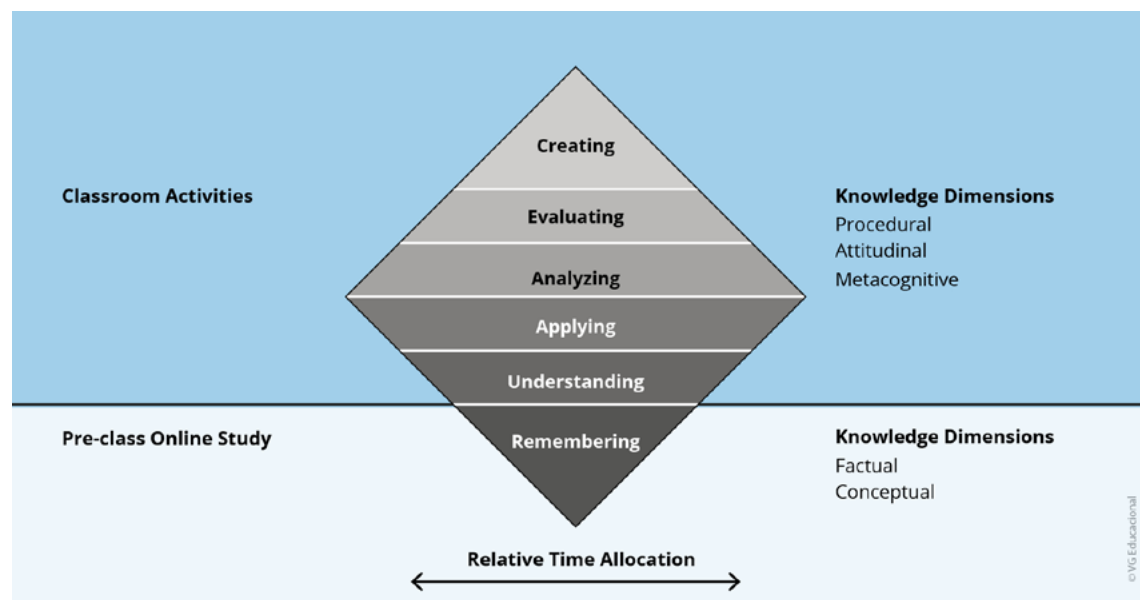 Creating
Classroom Activities
Evaluating
Knowledge Dimensions
Procedural
Attitudinal
Metacognitive
Analyzing
Applying
Understanding
Pre-class Online Study
Remembering
Knowledge Dimensions
Factual
Conceptual
Relative Time Allocation
© VG Educacional